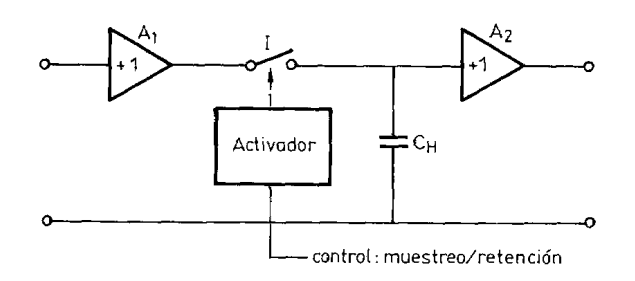 A1
I
A2
+1
+1
Activador
CH
control: muestreo/retención